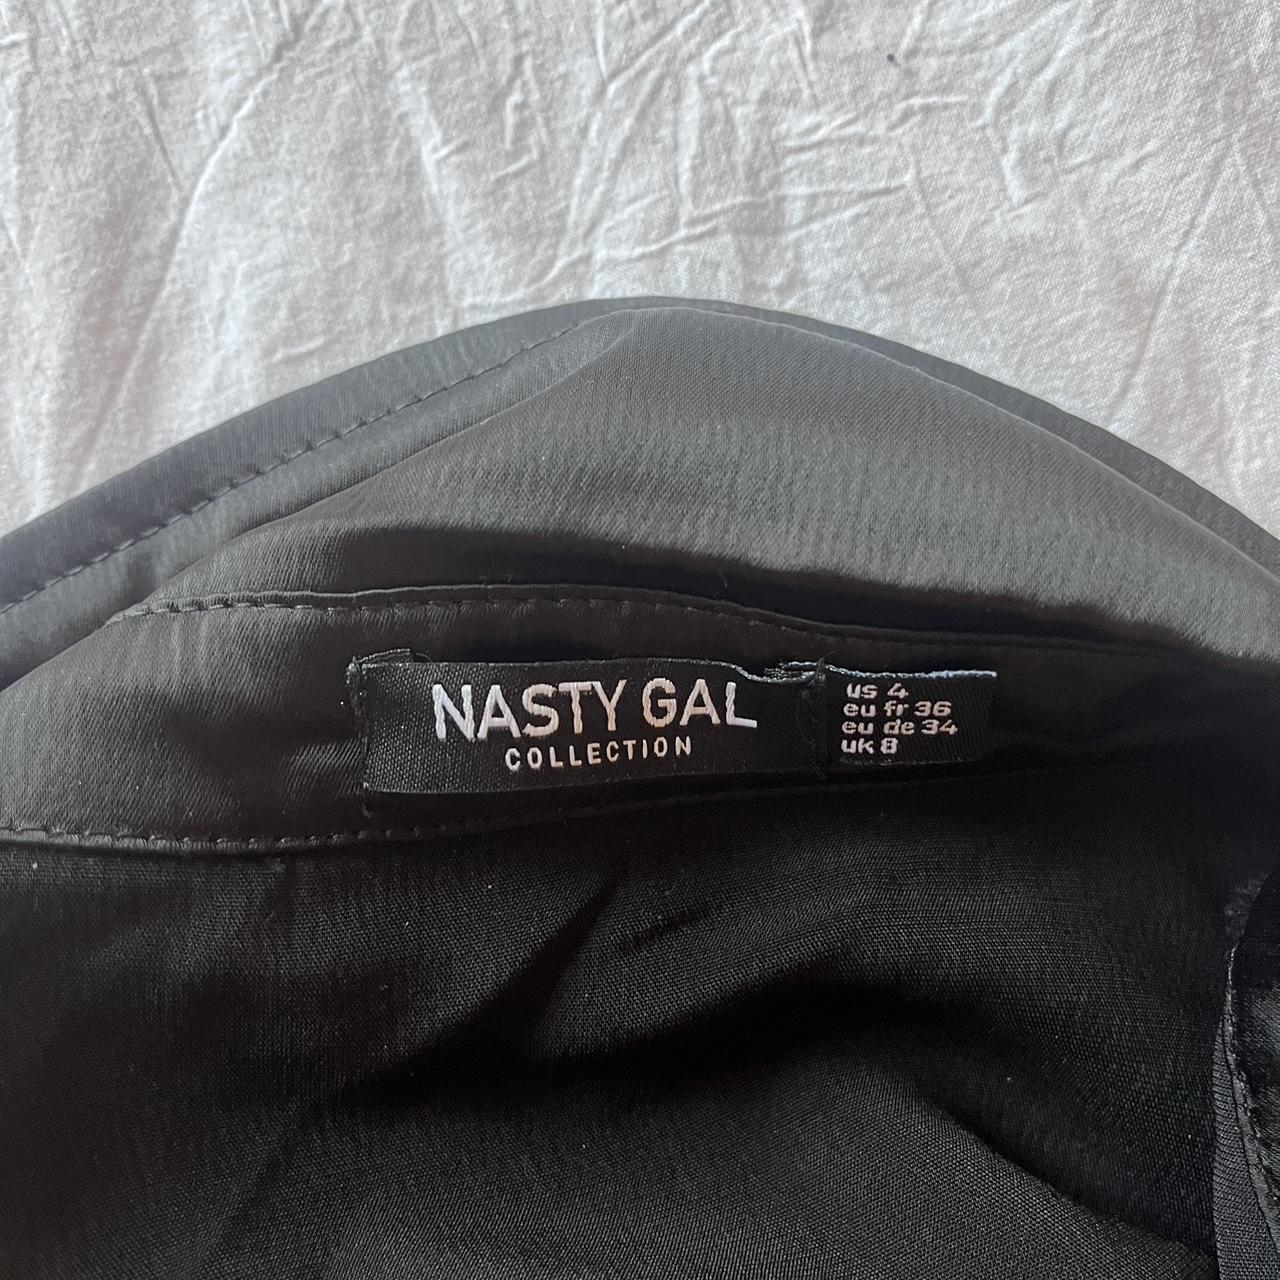 NASTY GAL
COLLECTION
us 4
eu fr 36
eu de 34
uk 8